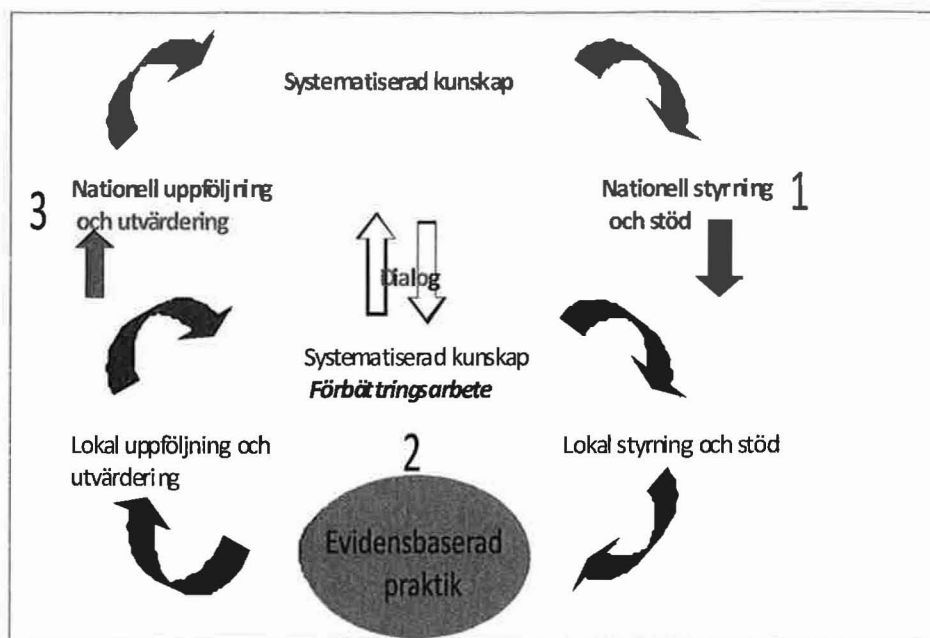 Systematiserad kunskap
3
Nationell uppföljning
och utvärdering
Nationell styrning
och stöd
1
Dialog
Systematiserad kunskap
Förbättringsarbete
Lokal uppföljning och
utvärdering
2
Lokal styrning och stöd
Evidensbaserad
praktik